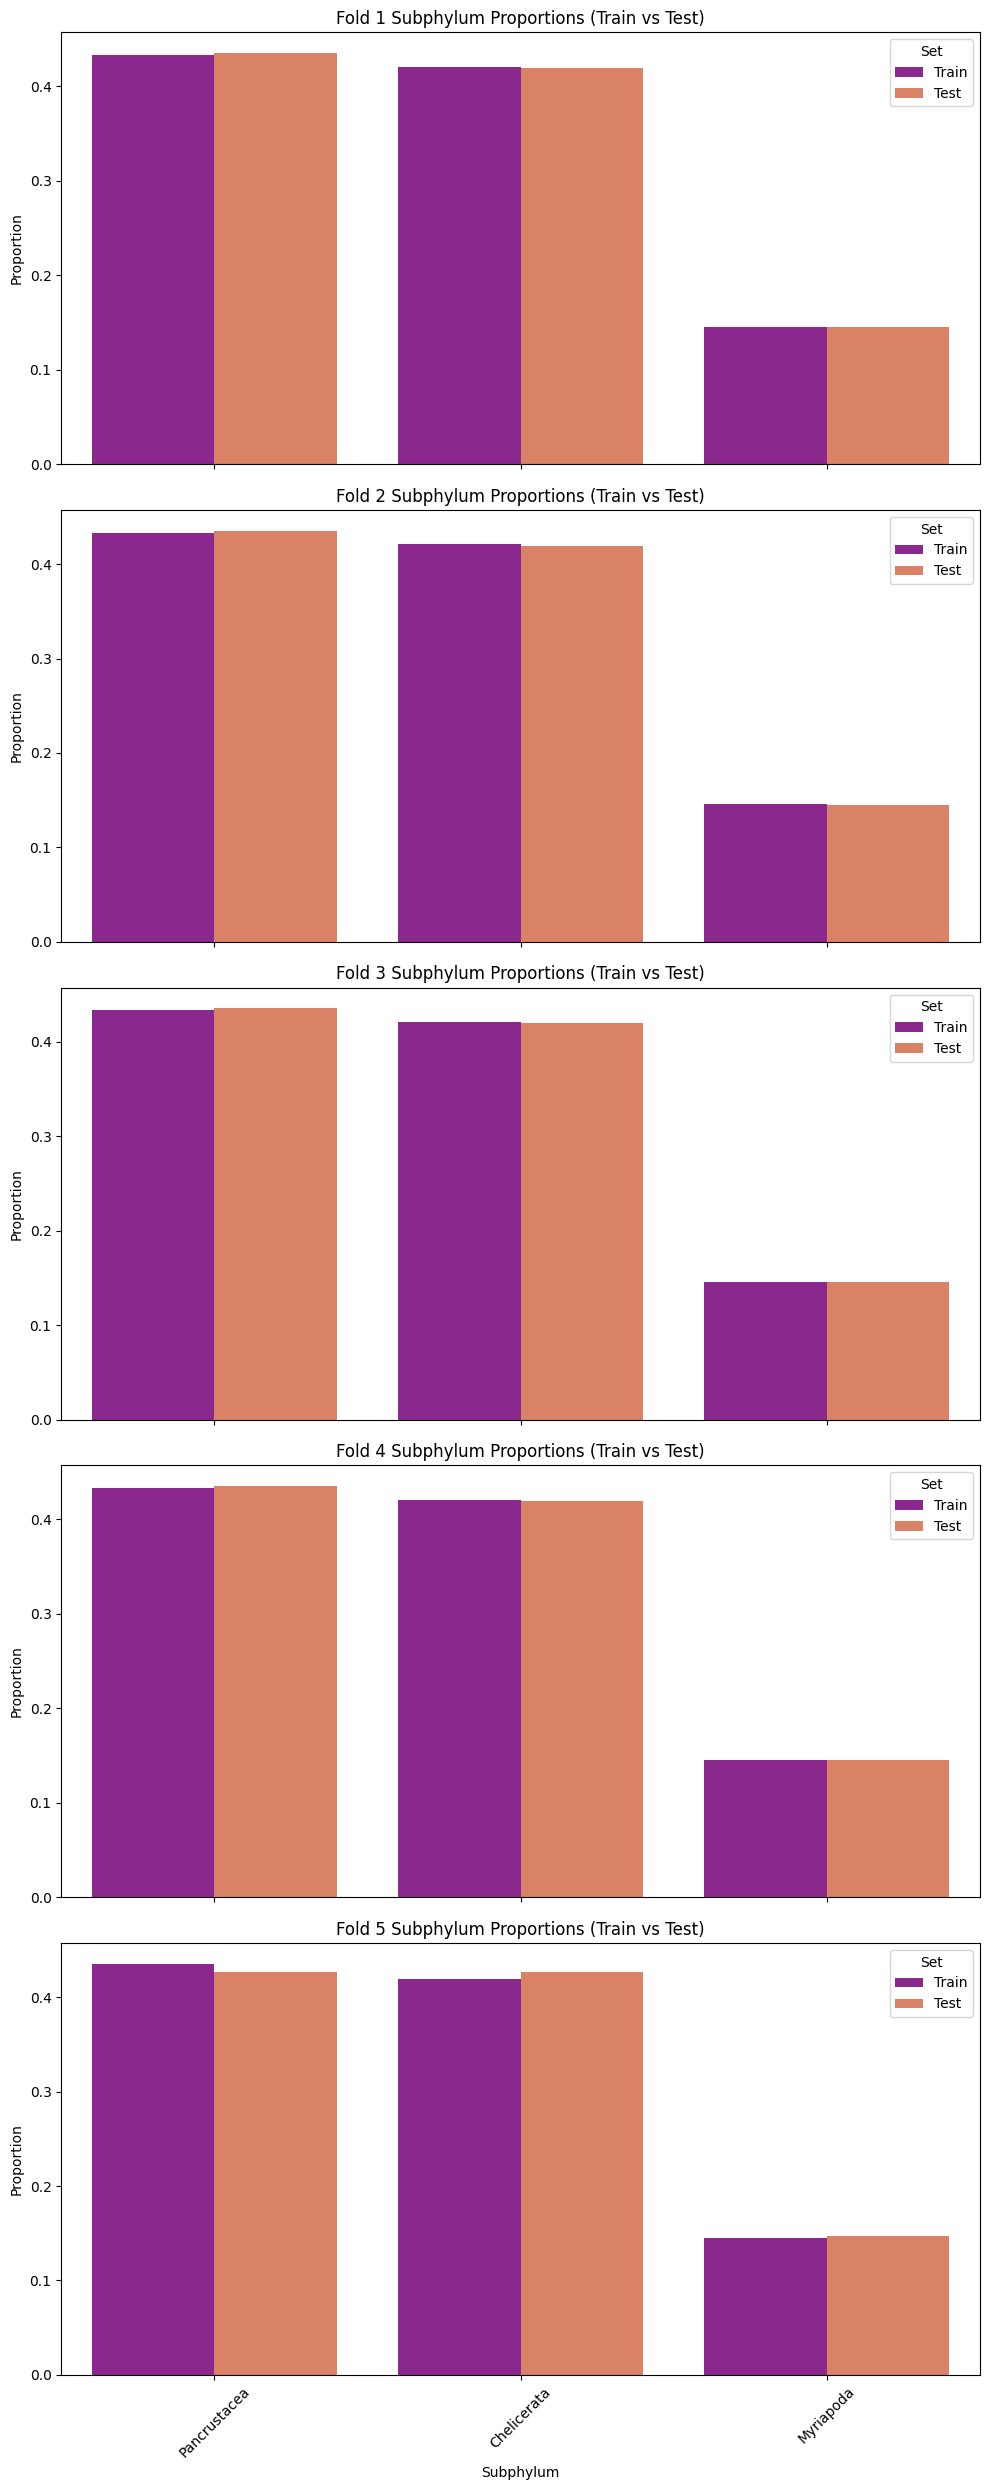 Fold 1 Subphylum Proportions (Train vs Test)
Set
Train
Test
0.4
0.3
0.2
0.1
0.0
Proportion
Fold 2 Subphylum Proportions (Train vs Test)
Set
Train
Test
0.4
0.3
0.2
0.1
0.0
Proportion
Fold 3 Subphylum Proportions (Train vs Test)
Set
Train
Test
0.4
0.3
0.2
0.1
0.0
Proportion
Fold 4 Subphylum Proportions (Train vs Test)
Set
Train
Test
0.4
0.3
0.2
0.1
0.0
Proportion
Fold 5 Subphylum Proportions (Train vs Test)
Set
Train
Test
0.4
0.3
0.2
0.1
0.0
Proportion
Pancrustacea
Chelicerata
Myriapoda
Subphylum